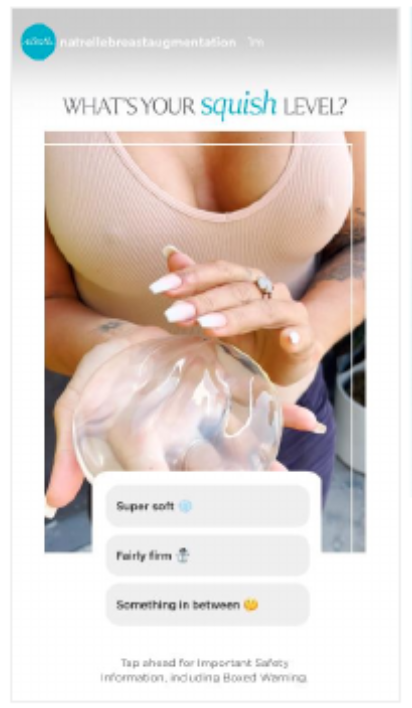 natrellebreastaugmentation 1m
WHAT'S YOUR squish LEVEL?
Super soft
Fairly firm
Something in between
Tap ahead for Important Safety
Information, including Boxed Warning.